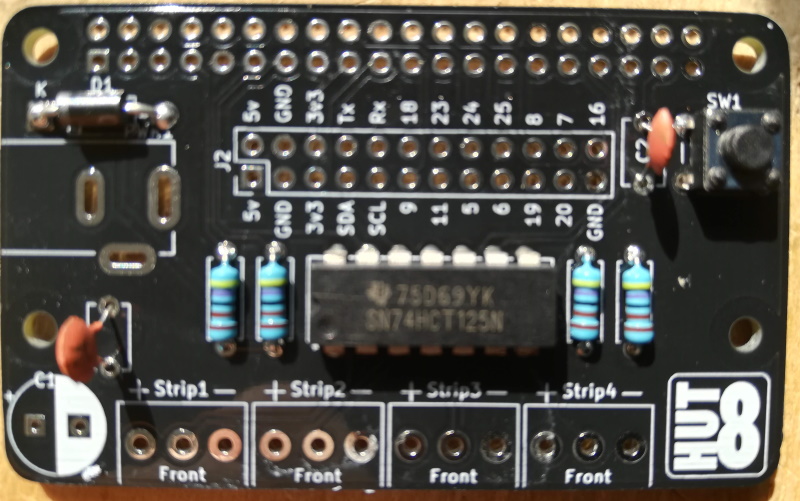 K D1
SW1
5v GND 3v3 Tx Rx 18 23 24 25 8 7 16
J2
C2
5v GND 3v3 SDA SCL 9 11 5 6 19 20 GND
75069YK
SN74HCT125N
C1
+ Strip1 — + Strip2 — + Strip3 — + Strip4 —
Front Front Front Front
HUT
8